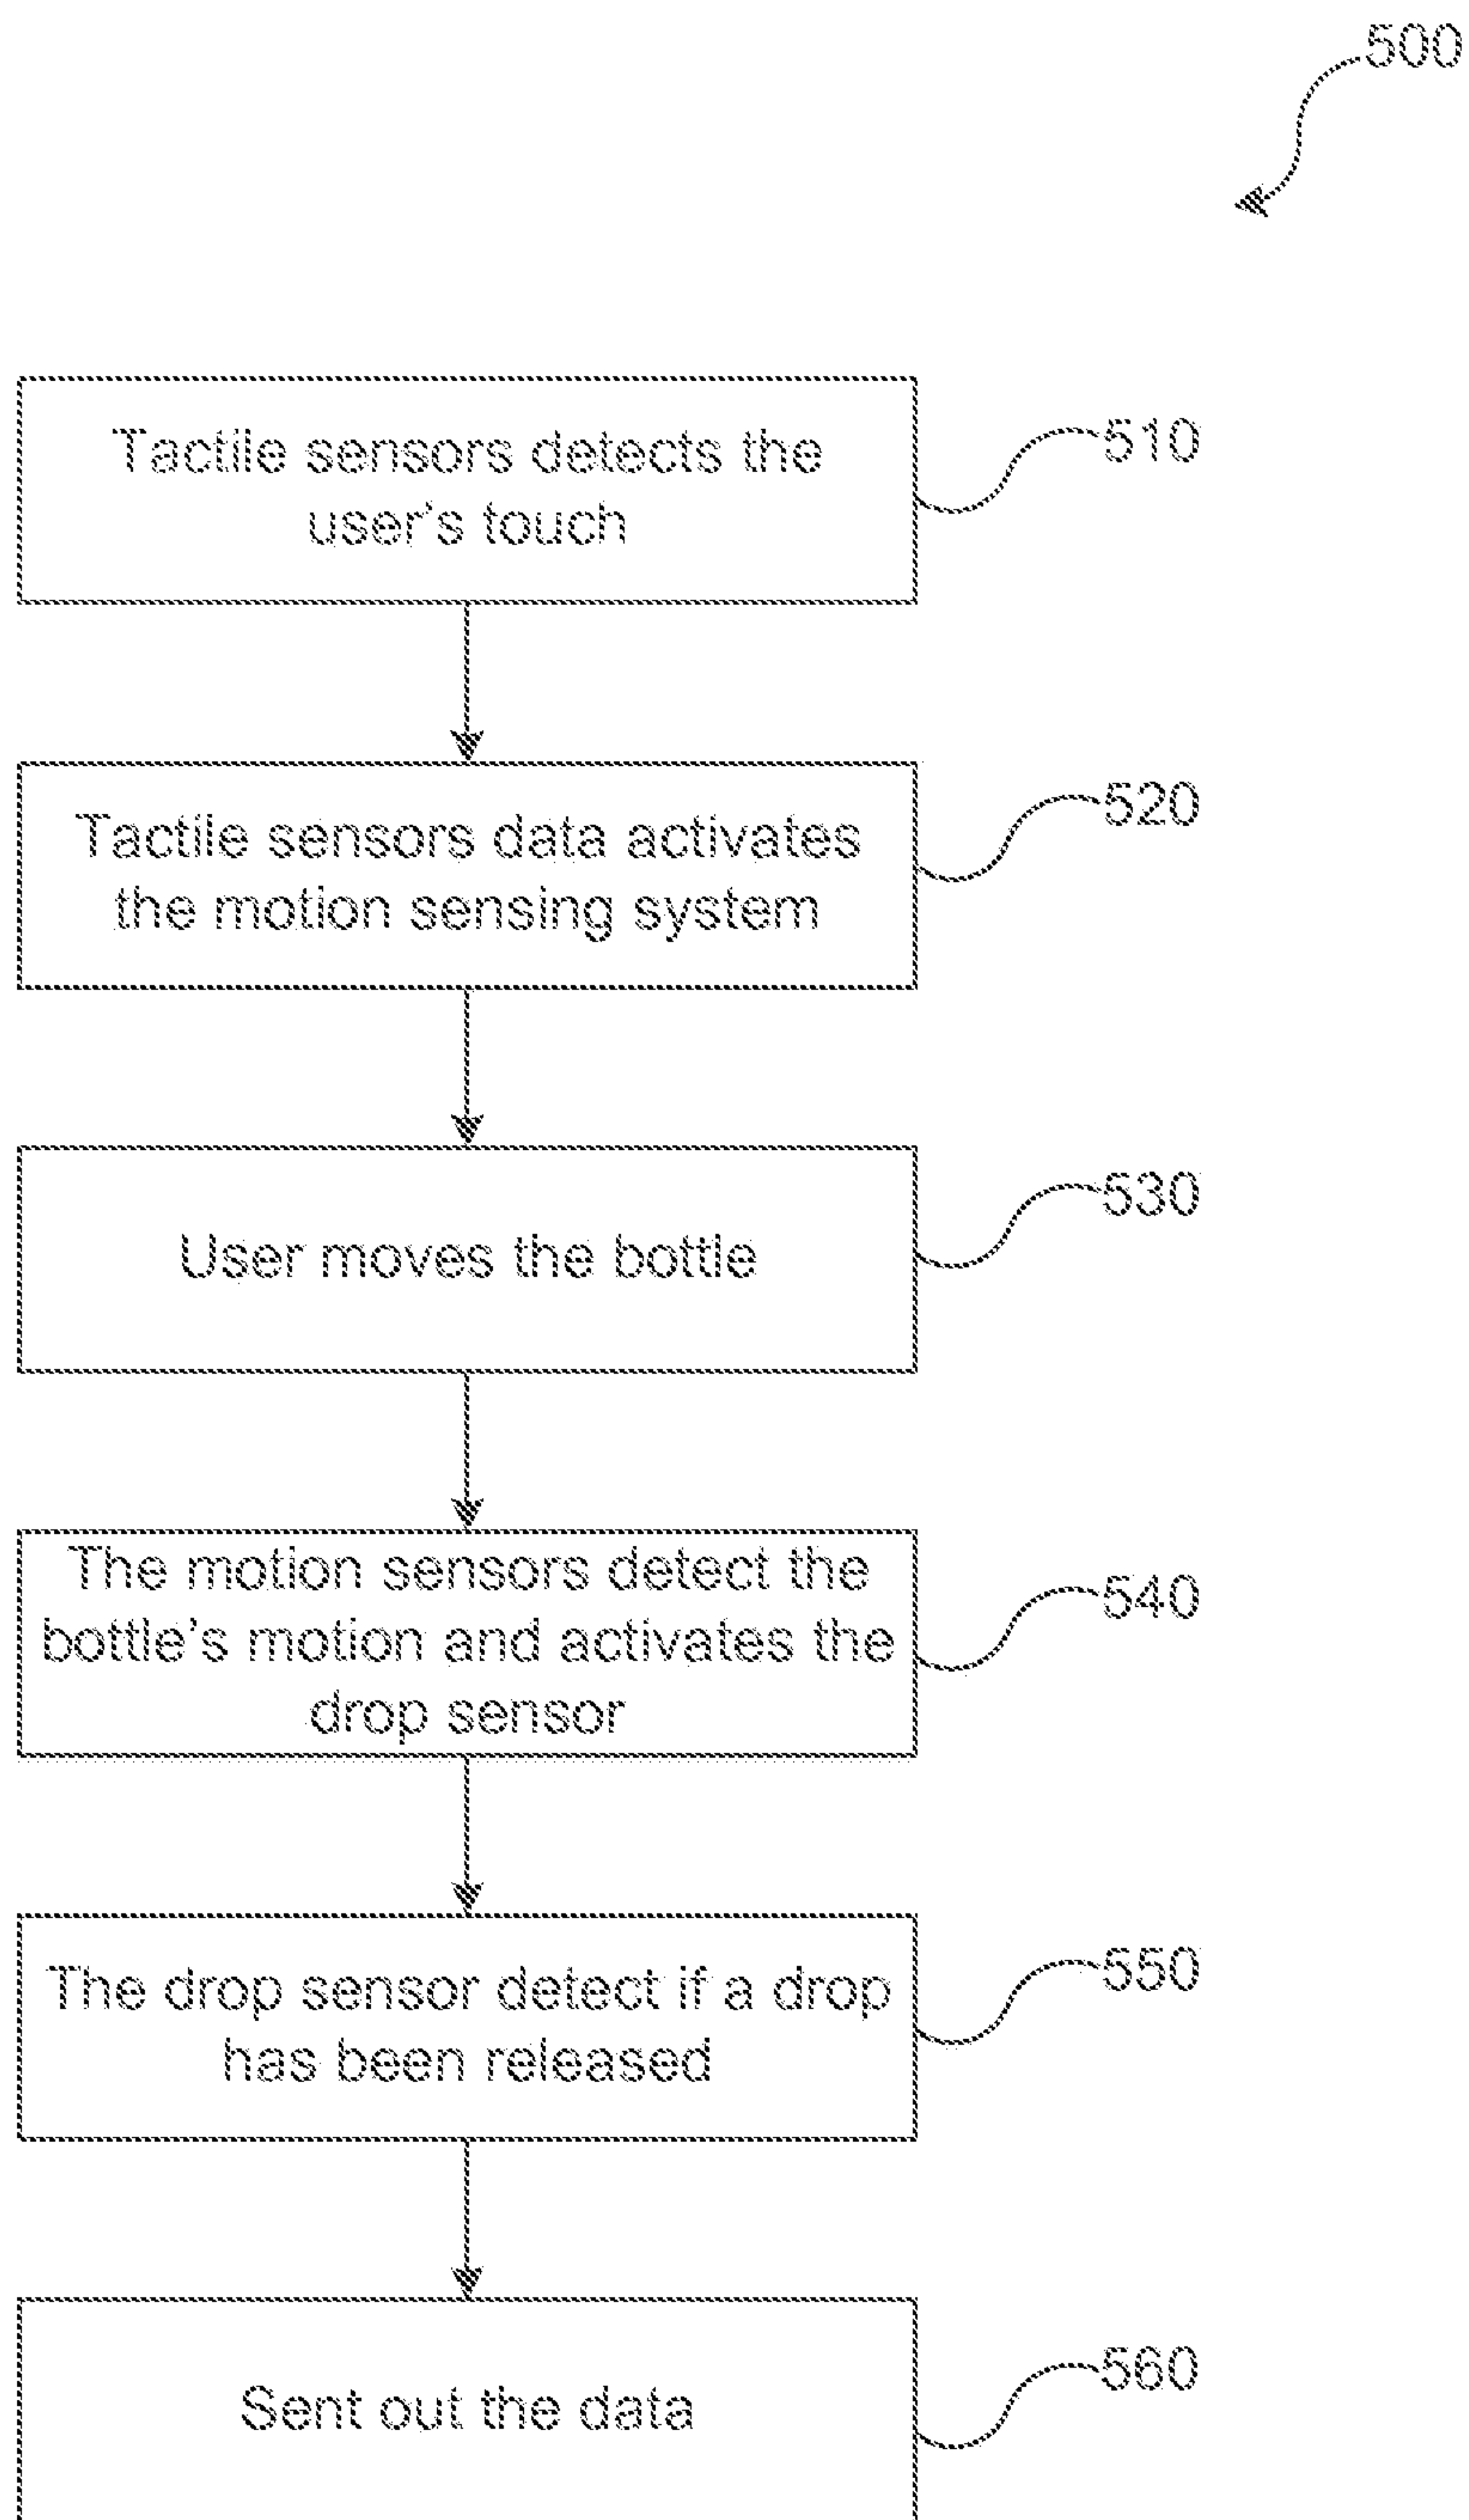 500
Tactile sensors detects the
user's touch
510
Tactile sensors data activates
the motion sensing system
520
User moves the bottle
530
The motion sensors detect the
bottle's motion and activates the
drop sensor
540
The drop sensor detect if a drop
has been released
550
Sent out the data
560